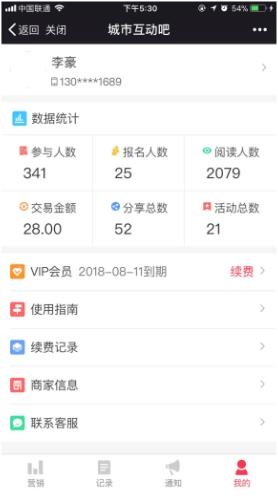 中国联通 下午5:30 54%
返回 关闭 城市互动吧
李豪
130****1689
数据统计
参与人数 报名人数 阅读人数
341 25 2079
交易金额 分享总数 活动总数
28.00 52 21
VIP会员 2018-08-11到期 续费
使用指南
续费记录
商家信息
联系客服
营销 记录 通知 我的